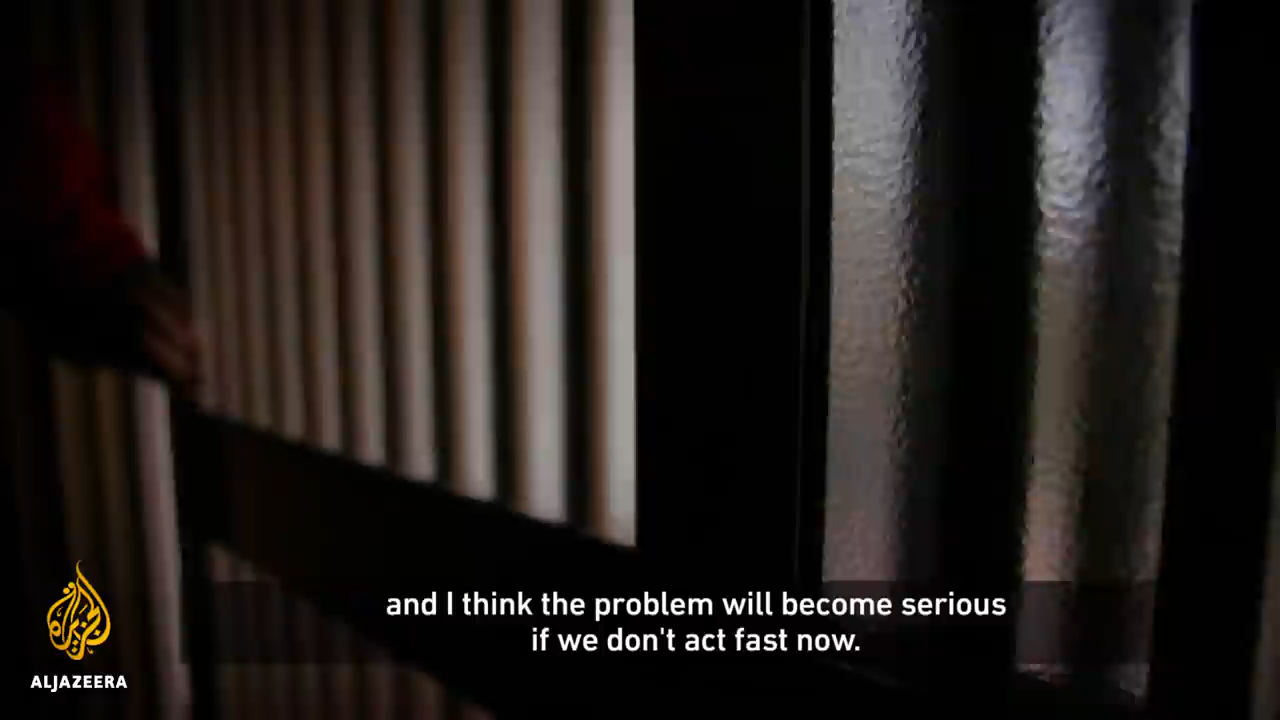 and I think the problem will become serious
if we don't act fast now.
الجزيرة
ALJAZEERA